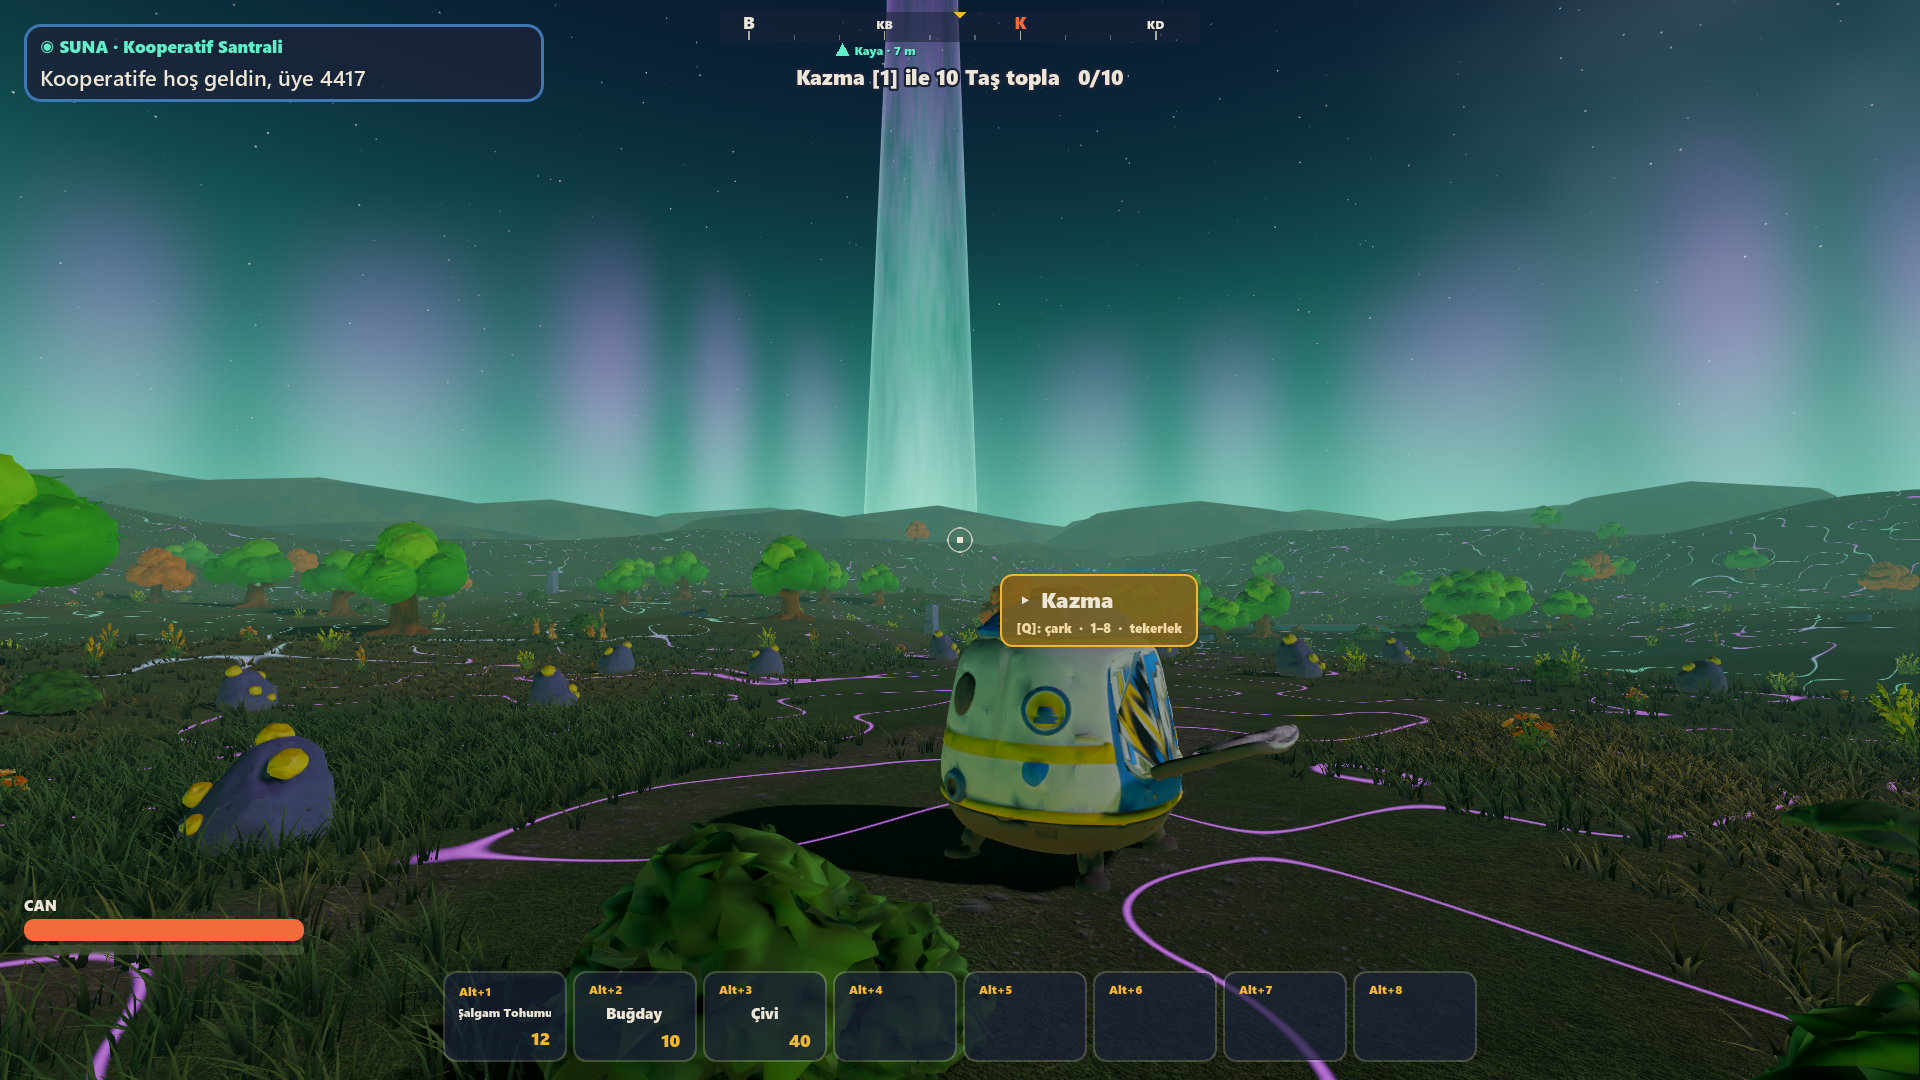 ◉ SUNA · Kooperatif Santrali
Kooperatife hoş geldin, üye 4417
B KB K KD
Kaya · 7 m
Kazma [1] ile 10 Taş topla 0/10
▸ Kazma
[Q]: çark · 1–8 · tekerlek
CAN
Alt+1 Alt+2 Alt+3 Alt+4 Alt+5 Alt+6 Alt+7 Alt+8
Şalgam Tohumu Buğday Çivi
12 10 40